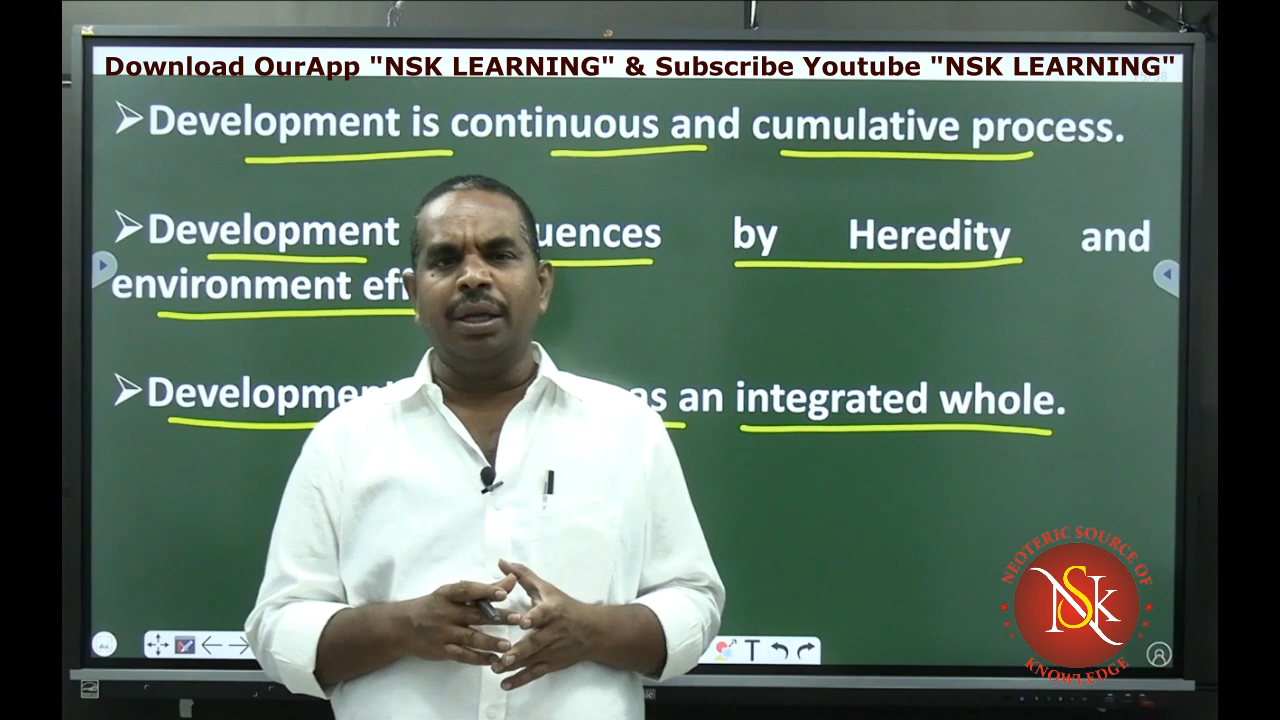 Download OurApp "NSK LEARNING" & Subscribe Youtube "NSK LEARNING"
➢Development is continuous and cumulative process.
➢Development uences by Heredity and
environment eff
➢Developmen as an integrated whole.
NEOTERIC SOURCE OF
NSK
KNOWLEDGE
T